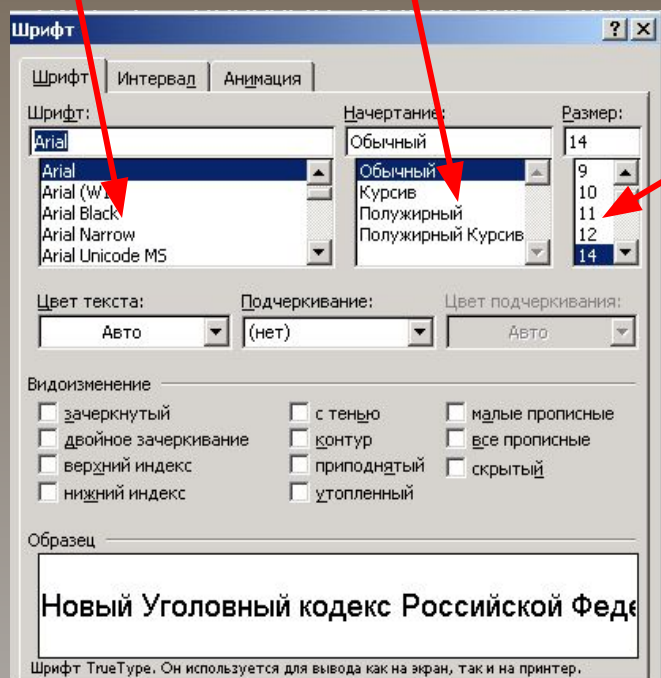 Шрифт
Шрифт Интервал Анимация
Шрифт: Начертание: Размер:
Arial Обычный 14
Arial Обычный 9
Arial (W1 Курсив 10
Arial Black Полужирный 11
Arial Narrow Полужирный Курсив 12
Arial Unicode MS 14
Цвет текста: Подчеркивание: Цвет подчеркивания:
Авто (нет) Авто
Видоизменение
зачеркнутый с тенью малые прописные
двойное зачеркивание контур все прописные
верхний индекс приподнятый скрытый
нижний индекс утопленный
Образец
Новый Уголовный кодекс Российской Феде
Шрифт TrueType. Он используется для вывода как на экран, так и на принтер.